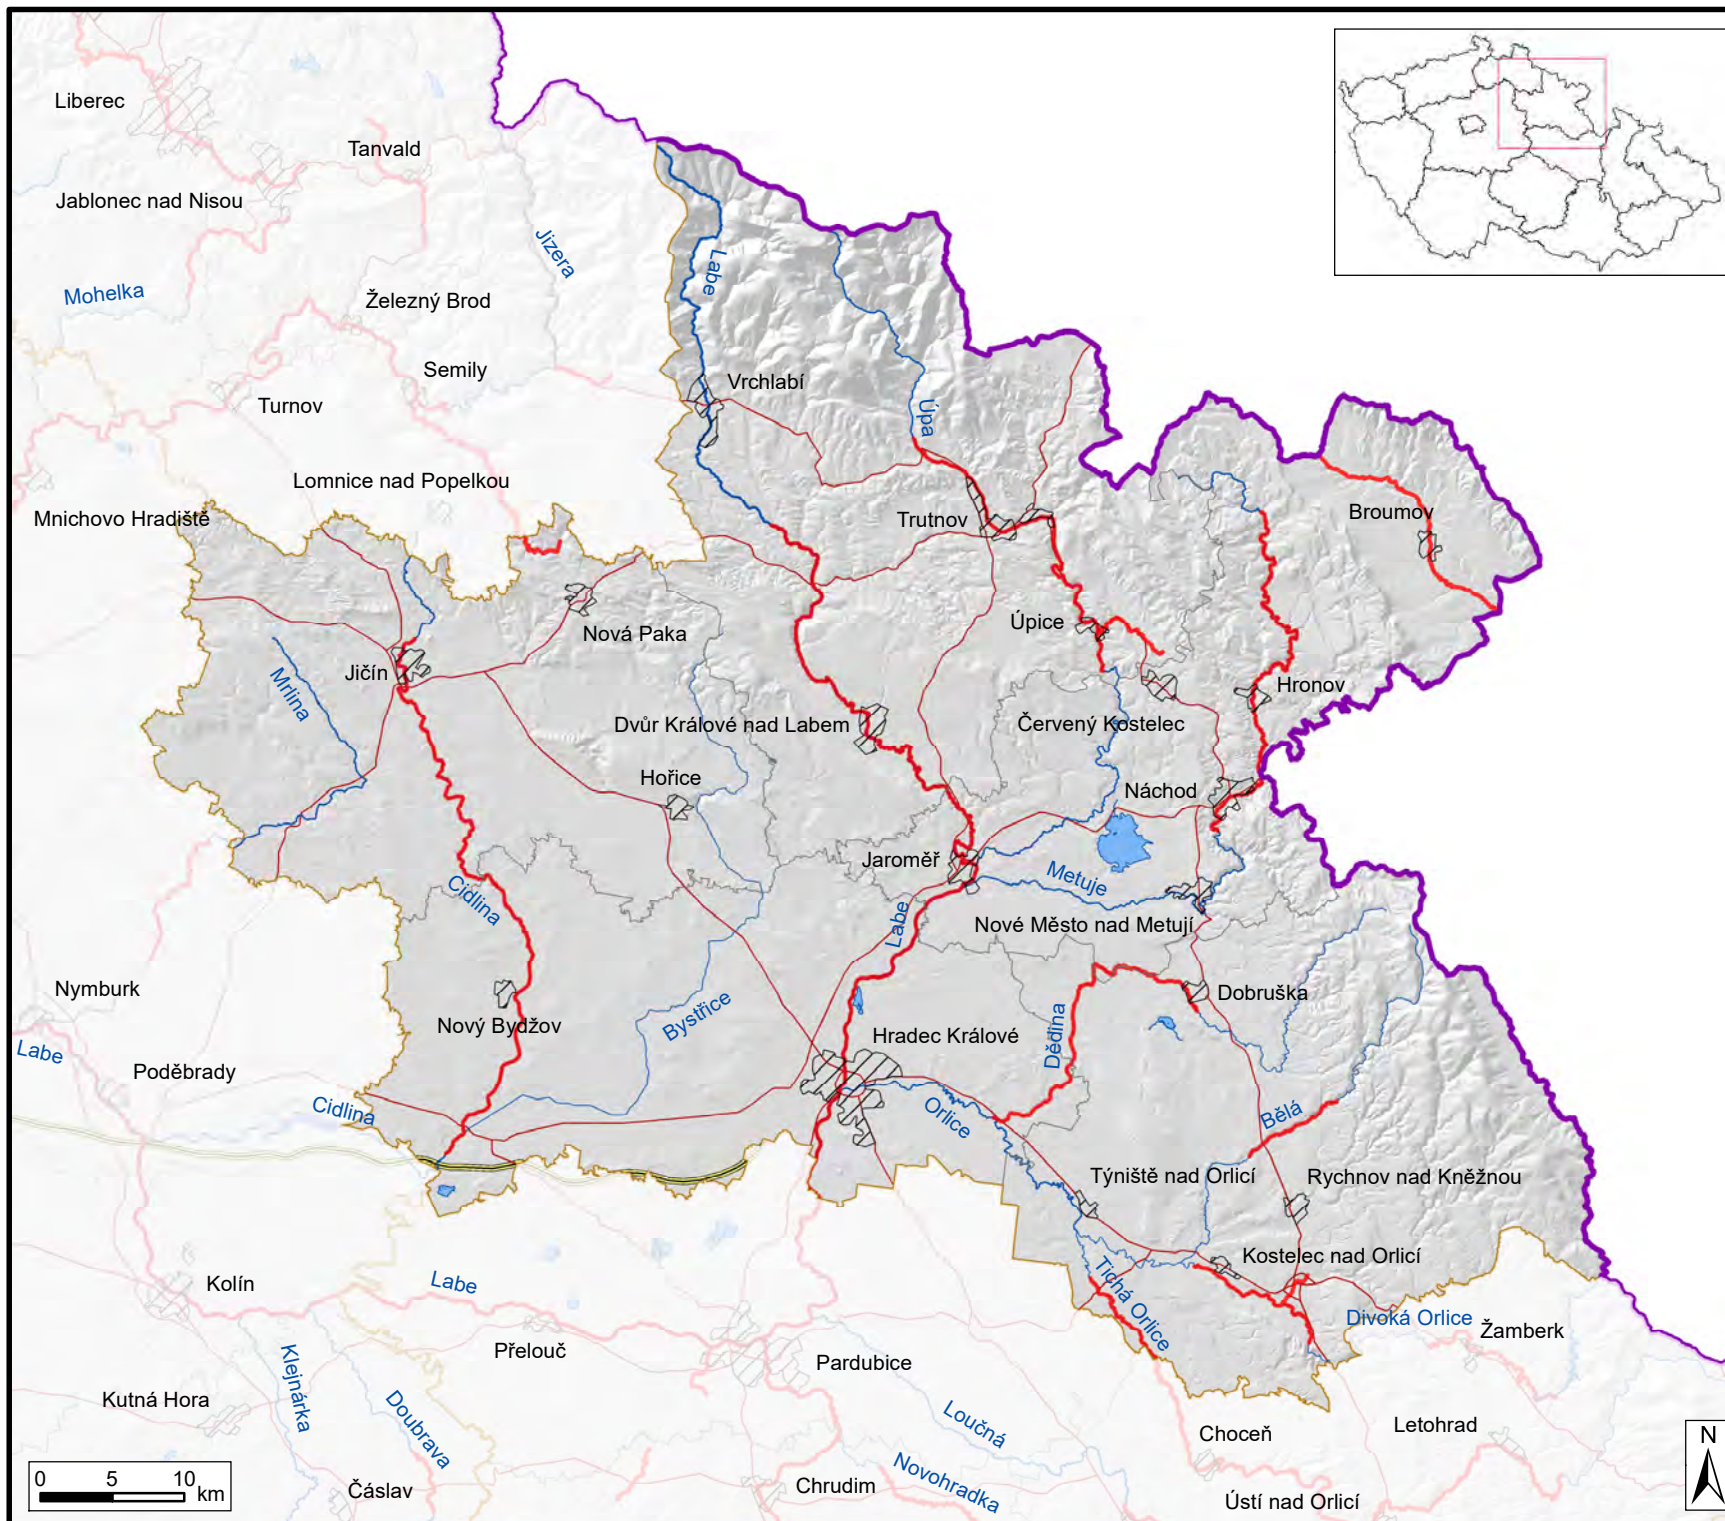 Liberec
Tanvald
Jablonec nad Nisou
Jizera
Labe
Mohelka
Železný Brod
Semily
Vrchlabí
Turnov
Úpa
Lomnice nad Popelkou
Mnichovo Hradiště
Trutnov
Broumov
Úpice
Nová Paka
Jičín
Hronov
Mrlina
Dvůr Králové nad Labem
Červený Kostelec
Hořice
Náchod
Jaroměř
Metuje
Cidlina
Labe
Nové Město nad Metují
Nymburk
Dobruška
Nový Bydžov
Bystřice
Hradec Králové
Dědina
Labe
Poděbrady
Cidlina
Orlice
Bělá
Týniště nad Orlicí
Rychnov nad Kněžnou
Kostelec nad Orlicí
Kolín
Labe
Tichá Orlice
Divoká Orlice
Žamberk
Přelouč
Pardubice
Klejnárka
Kutná Hora
Doubrava
Loučná
Choceň
Letohrad
N
0 5 10
km
Čáslav
Chrudim
Novohradka
Ústí nad Orlicí